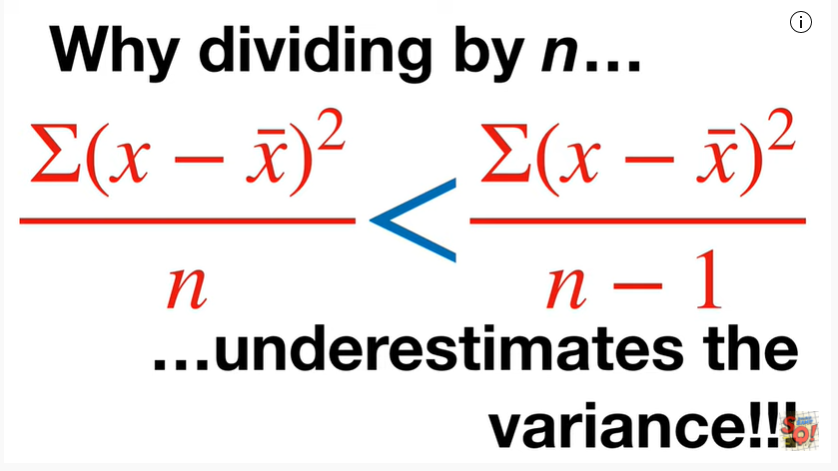 Why dividing by n...
Σ(x − x̄)² / n < Σ(x − x̄)² / n − 1
...underestimates the
variance!!!